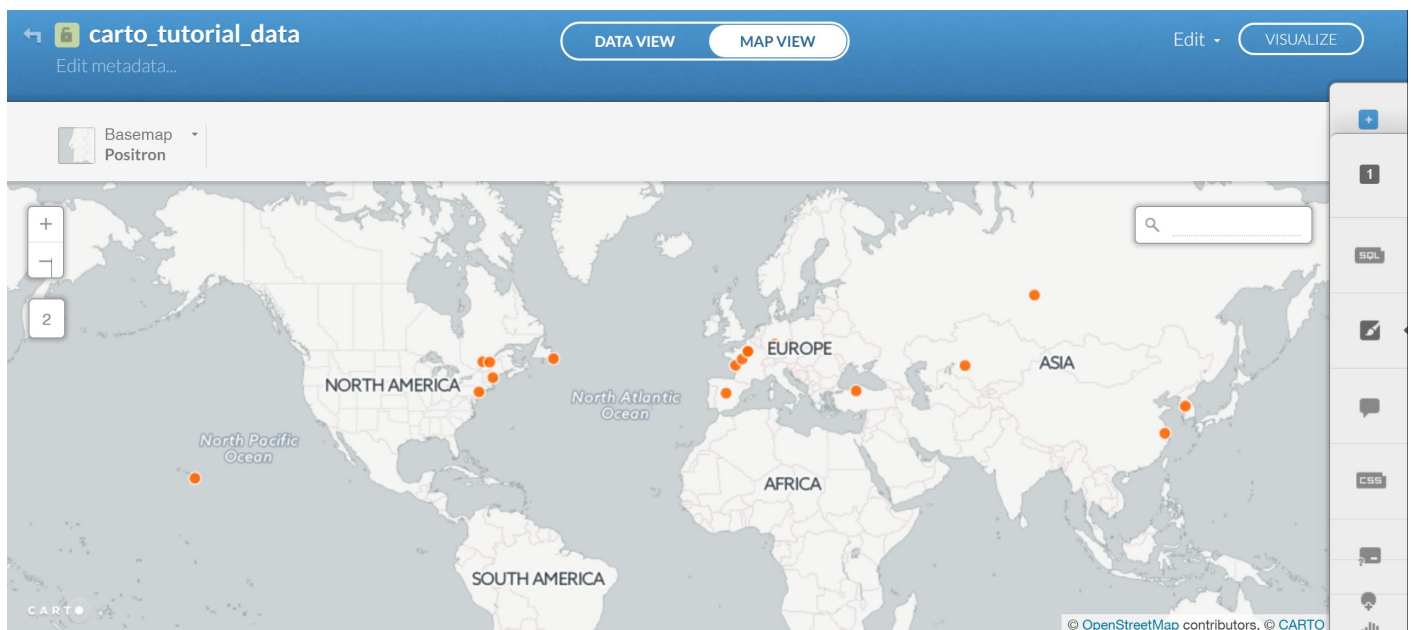 carto_tutorial_data
Edit metadata...
DATA VIEW
MAP VIEW
Edit
VISUALIZE
Basemap
Positron
+
1
+
SQL
2
EUROPE
ASIA
NORTH AMERICA
North Atlantic
Ocean
North Pacific
Ocean
AFRICA
CSS
SOUTH AMERICA
CARTO
© OpenStreetMap contributors, © CARTO